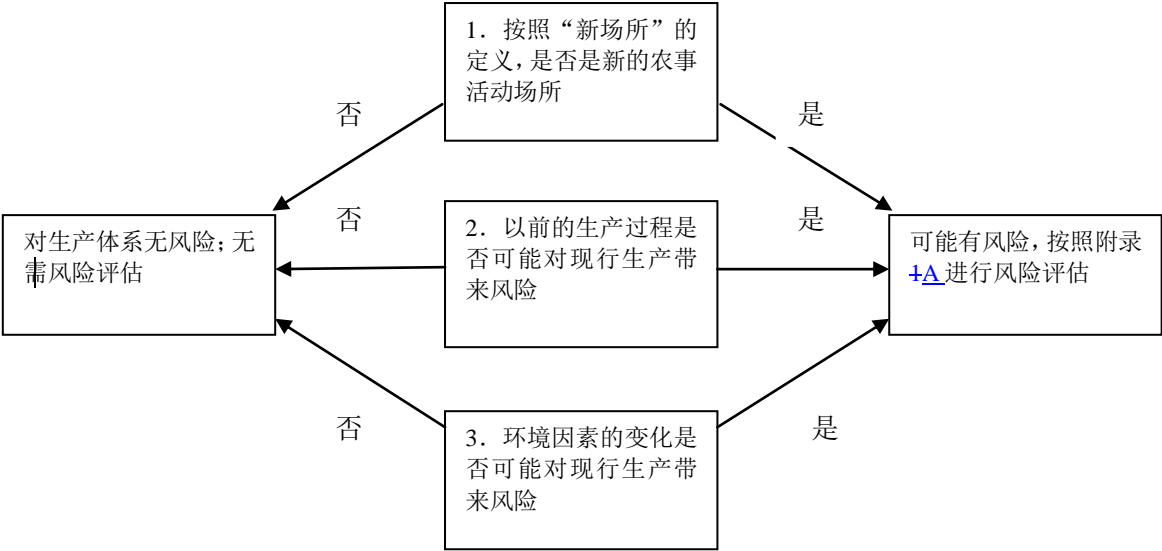 1．按照“新场所”的
定义，是否是新的农事
活动场所
否
是
对生产体系无风险；无
需风险评估
否
2．以前的生产过程是
否可能对现行生产带
来风险
是
可能有风险，按照附录
1A 进行风险评估
否
3．环境因素的变化是
否可能对现行生产带
来风险
是